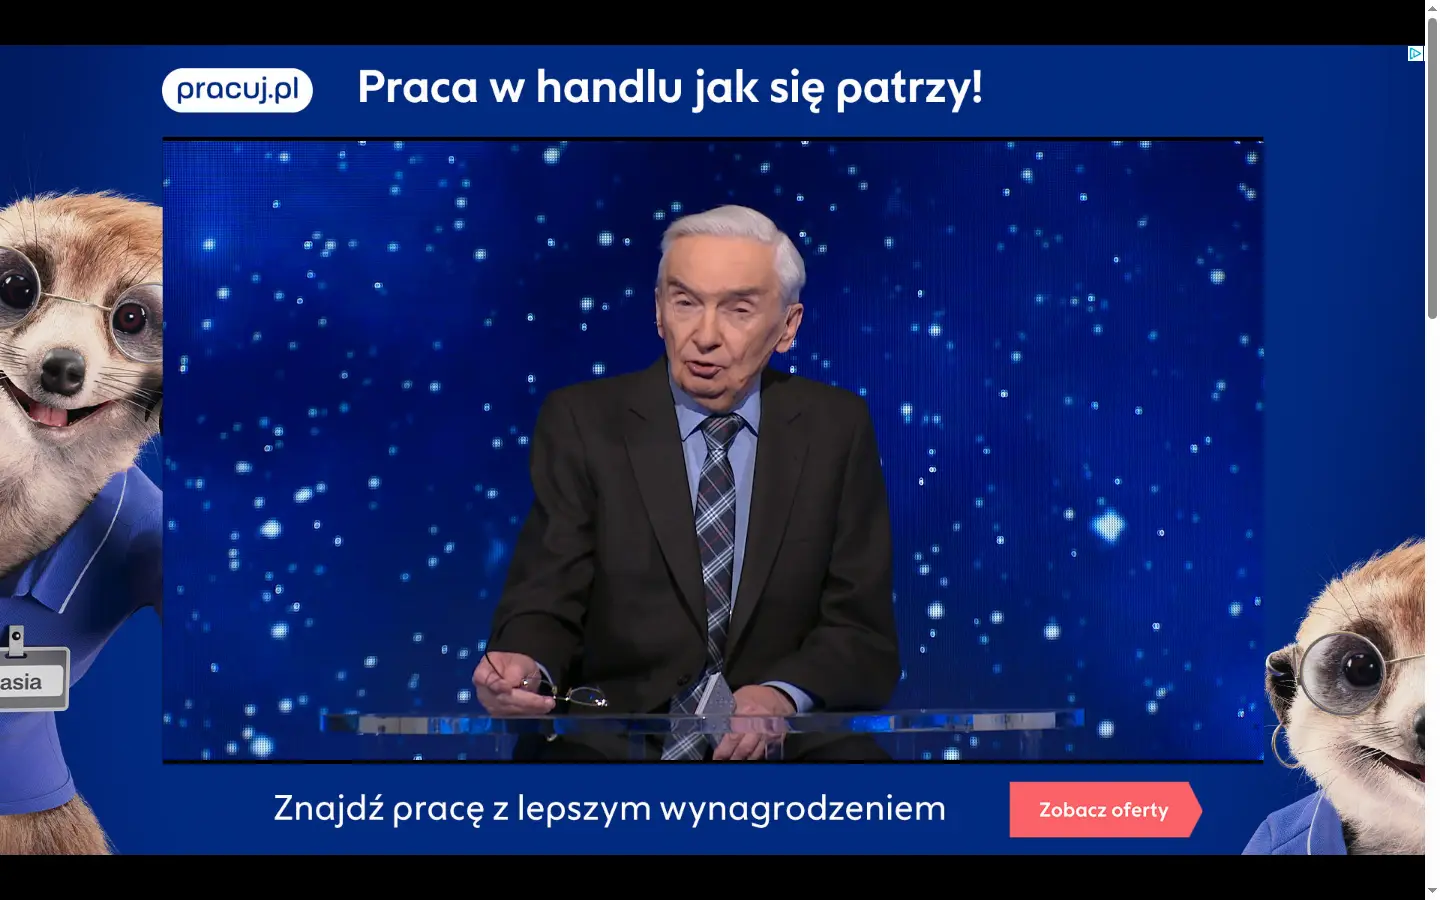 pracuj.pl
Praca w handlu jak się patrzy!
asia
Znajdź pracę z lepszym wynagrodzeniem
Zobacz oferty